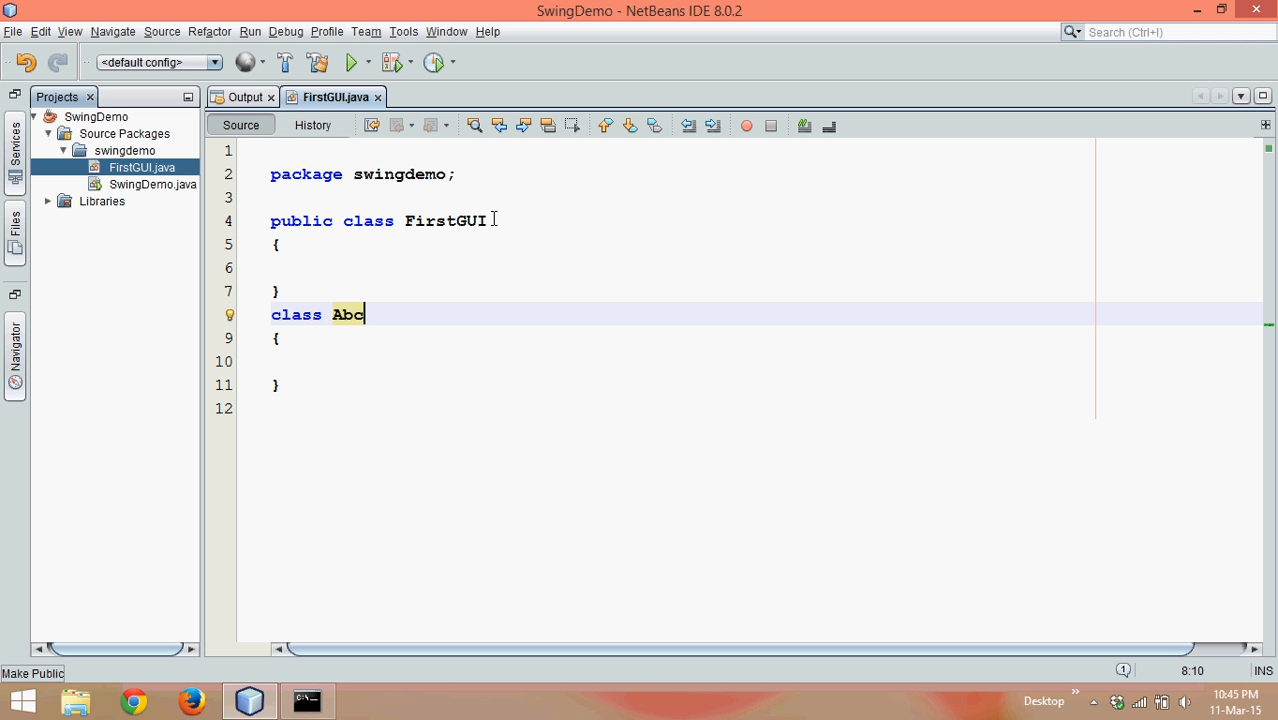 SwingDemo - NetBeans IDE 8.0.2
File Edit View Navigate Source Refactor Run Debug Profile Team Tools Window Help
Search (Ctrl+I)
<default config>
Projects
Output
FirstGUI.java
Source
History
Services
Files
Navigator
SwingDemo
Source Packages
swingdemo
FirstGUI.java
SwingDemo.java
Libraries
1
2 package swingdemo;
3
4 public class FirstGUI
5 {
6
7 }
class Abc
9 {
10
11 }
12
Make Public
1
8:10
INS
C:\_
Desktop
10:45 PM
11-Mar-15